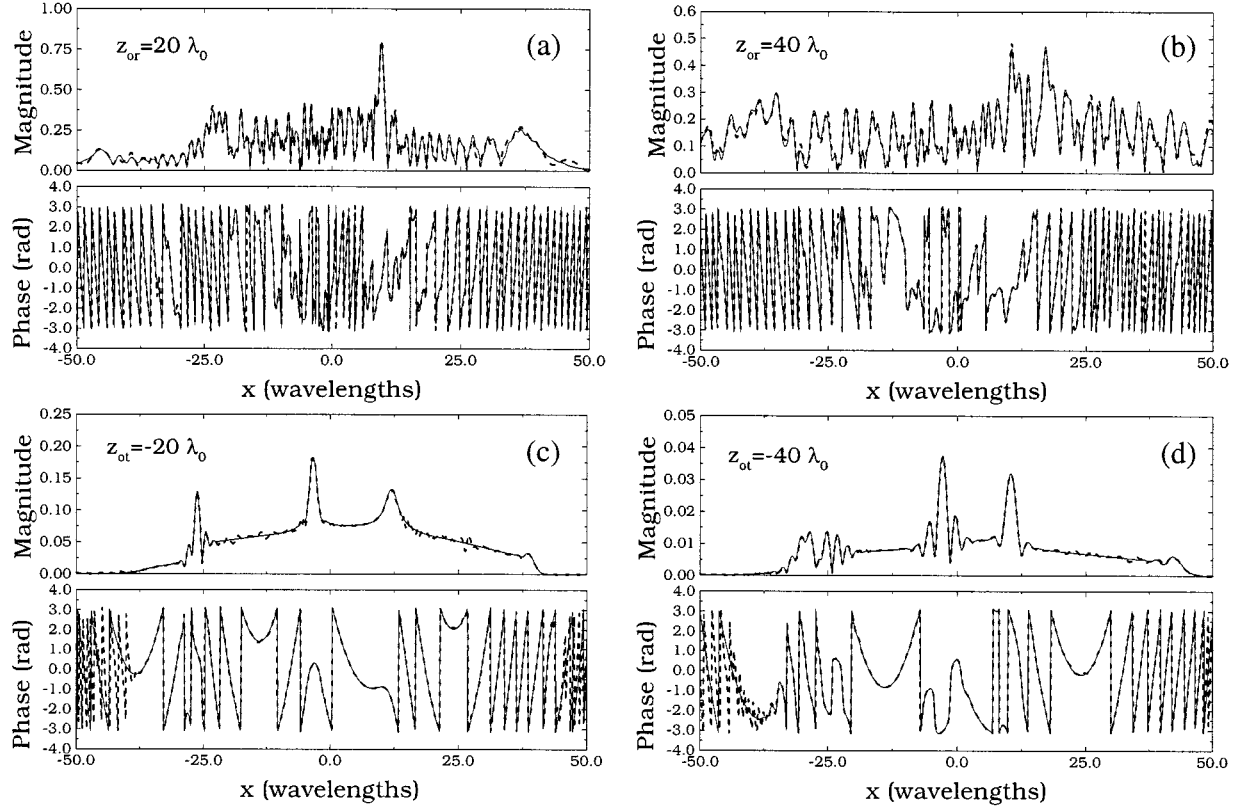 (a)
z_or=20 λ_0
Magnitude
1.00
0.75
0.50
0.25
0.00
Phase (rad)
4.0
3.0
2.0
1.0
0.0
-1.0
-2.0
-3.0
-4.0
-50.0 -25.0 0.0 25.0 50.0
x (wavelengths)
(b)
z_or=40 λ_0
Magnitude
0.6
0.5
0.4
0.3
0.2
0.1
0.0
Phase (rad)
4.0
3.0
2.0
1.0
0.0
-1.0
-2.0
-3.0
-4.0
-50.0 -25.0 0.0 25.0 50.0
x (wavelengths)
(c)
z_ot=-20 λ_0
Magnitude
0.25
0.20
0.15
0.10
0.05
0.00
Phase (rad)
4.0
3.0
2.0
1.0
0.0
-1.0
-2.0
-3.0
-4.0
-50.0 -25.0 0.0 25.0 50.0
x (wavelengths)
(d)
z_ot=-40 λ_0
Magnitude
0.05
0.04
0.03
0.02
0.01
0.00
Phase (rad)
4.0
3.0
2.0
1.0
0.0
-1.0
-2.0
-3.0
-4.0
-50.0 -25.0 0.0 25.0 50.0
x (wavelengths)